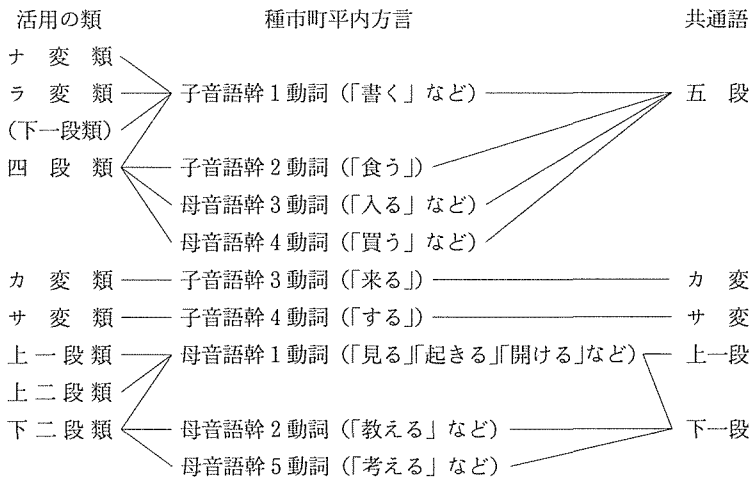 活用の類 種市町平内方言 共通語
ナ変類
ラ変類 子音語幹1動詞(「書く」など) 五段
(下一段類)
四段類 子音語幹2動詞(「食う」)
母音語幹3動詞(「入る」など)
母音語幹4動詞(「買う」など)
カ変類 子音語幹3動詞(「来る」) カ変
サ変類 子音語幹4動詞(「する」) サ変
上一段類 母音語幹1動詞(「見る」「起きる」「開ける」など) 上一段
上二段類
下二段類 母音語幹2動詞(「教える」など) 下一段
母音語幹5動詞(「考える」など)